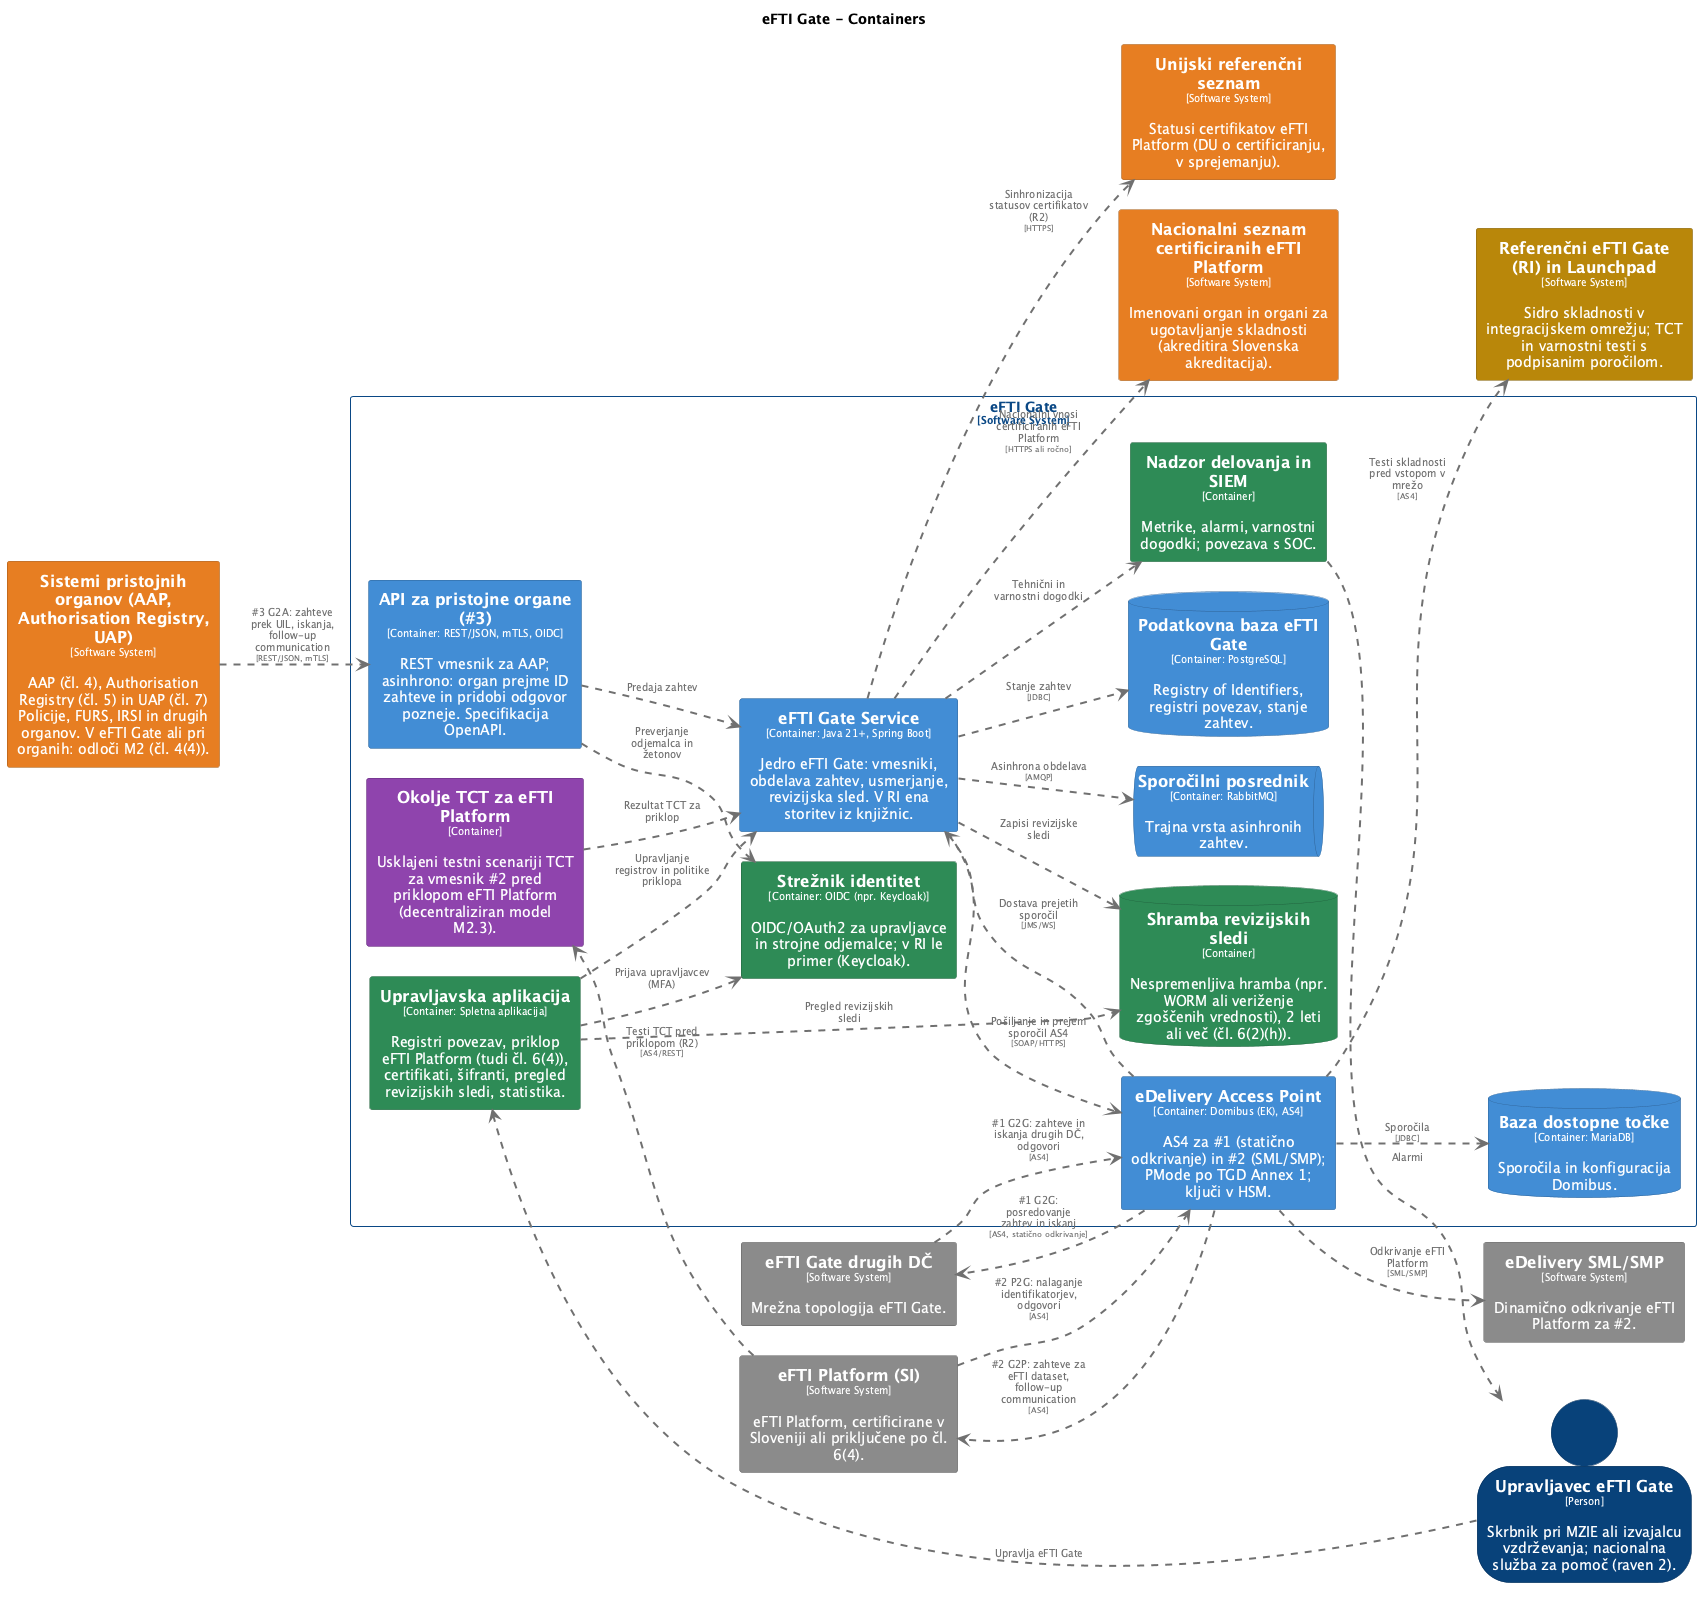 eFTI Gate – Containers
Unijski referenčni
seznam
[Software System]
Statusi certifikatov eFTI
Platform (DU o certificiranju,
v sprejemanju).
Sinhronizacija
statusov certifikatov
(R2)
[HTTPS]
Nacionalni seznam
certificiranih eFTI
Platform
[Software System]
Imenovani organ in organi za
ugotavljanje skladnosti
(akreditira Slovenska
akreditacija).
Referenčni eFTI Gate
(RI) in Launchpad
[Software System]
Sidro skladnosti v
integracijskem omrežju; TCT
in varnostni testi s
podpisanim poročilom.
eFTI Gate
[Software System]
Nacionalni vnosi
certificiranih eFTI
Platform
[HTTPS ali ročno]
Testi skladnosti
pred vstopom v
mrežo
[AS4]
Nadzor delovanja in
SIEM
[Container]
Metrike, alarmi, varnostni
dogodki; povezava s SOC.
Sistemi pristojnih
organov (AAP,
Authorisation Registry,
UAP)
[Software System]
AAP (čl. 4), Authorisation
Registry (čl. 5) in UAP (čl. 7)
Policije, FURS, IRSI in drugih
organov. V eFTI Gate ali pri
organih: odloči M2 (čl. 4(4)).
#3 G2A: zahteve
prek UIL, iskanja,
follow-up
communication
[REST/JSON, mTLS]
API za pristojne organe
(#3)
[Container: REST/JSON, mTLS, OIDC]
REST vmesnik za AAP;
asinhrono: organ prejme ID
zahteve in pridobi odgovor
pozneje. Specifikacija
OpenAPI.
Tehnični in
varnostni dogodki
Podatkovna baza eFTI
Gate
[Container: PostgreSQL]
Registry of Identifiers,
registri povezav, stanje
zahtev.
Predaja zahtev
Stanje zahtev
[JDBC]
Preverjanje
odjemalca in
žetonov
eFTI Gate Service
[Container: Java 21+, Spring Boot]
Jedro eFTI Gate: vmesniki,
obdelava zahtev, usmerjanje,
revizijska sled. V RI ena
storitev iz knjižnic.
Asinhrona obdelava
[AMQP]
Sporočilni posrednik
[Container: RabbitMQ]
Trajna vrsta asinhronih
zahtev.
Okolje TCT za eFTI
Platform
[Container]
Usklajeni testni scenariji TCT
za vmesnik #2 pred
priklopom eFTI Platform
(decentraliziran model
M2.3).
Rezultat TCT za
priklop
Zapisi revizijske
sledi
Upravljanje
registrov in politike
priklopa
Strežnik identitet
[Container: OIDC (npr. Keycloak)]
OIDC/OAuth2 za upravljavce
in strojne odjemalce; v RI le
primer (Keycloak).
Dostava prejetih
sporočil
[JMS/WS]
Shramba revizijskih
sledi
[Container]
Nespremenljiva hramba (npr.
WORM ali veriženje
zgoščenih vrednosti), 2 leti
ali več (čl. 6(2)(h)).
Upravljavska aplikacija
[Container: Spletna aplikacija]
Registri povezav, priklop
eFTI Platform (tudi čl. 6(4)),
certifikati, šifranti, pregled
revizijskih sledi, statistika.
Prijava upravljavcev
(MFA)
Pregled revizijskih
sledi
Testi TCT pred
priklopom (R2)
[AS4/REST]
Pošiljanje in prejem
sporočil AS4
[SOAP/HTTPS]
eDelivery Access Point
[Container: Domibus (EK), AS4]
AS4 za #1 (statično
odkrivanje) in #2 (SML/SMP);
PMode po TGD Annex 1;
ključi v HSM.
Sporočila
[JDBC]
Alarmi
Baza dostopne točke
[Container: MariaDB]
Sporočila in konfiguracija
Domibus.
#1 G2G: zahteve in
iskanja drugih DČ,
odgovori
[AS4]
#1 G2G:
posredovanje
zahtev in iskanj
[AS4, statično odkrivanje]
eFTI Gate drugih DČ
[Software System]
Mrežna topologija eFTI Gate.
#2 P2G: nalaganje
identifikatorjev,
odgovori
[AS4]
Odkrivanje eFTI
Platform
[SML/SMP]
eDelivery SML/SMP
[Software System]
Dinamično odkrivanje eFTI
Platform za #2.
eFTI Platform (SI)
[Software System]
eFTI Platform, certificirane v
Sloveniji ali priključene po čl.
6(4).
#2 G2P: zahteve za
eFTI dataset,
follow-up
communication
[AS4]
Upravljavec eFTI Gate
[Person]
Skrbnik pri MZIE ali izvajalcu
vzdrževanja; nacionalna
služba za pomoč (raven 2).
Upravlja eFTI Gate